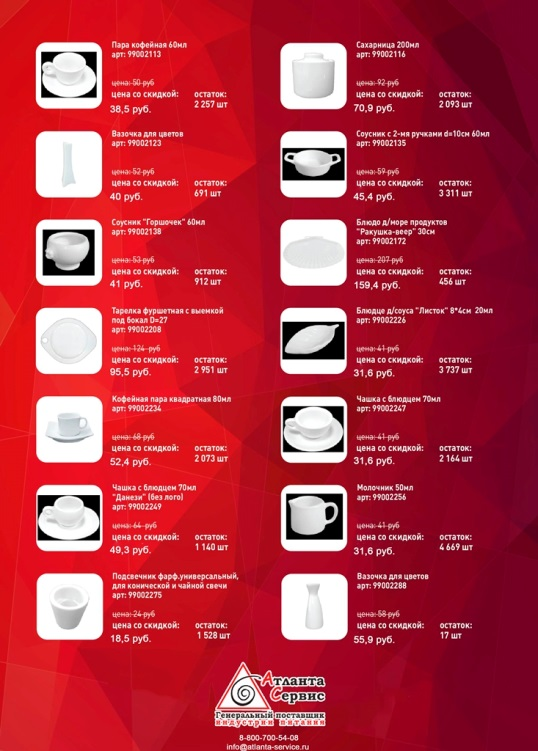 Пара кофейная 60мл
арт: 99002113
цена: 50 руб
цена со скидкой: остаток:
38,5 руб. 2 257 шт
Сахарница 200мл
арт: 99002116
цена: 92 руб
цена со скидкой: остаток:
70,9 руб. 2 093 шт
Вазочка для цветов
арт: 99002123
цена: 52 руб
цена со скидкой: остаток:
40 руб. 691 шт
Соусник с 2-мя ручками d=10см 60мл
арт: 99002135
цена: 59 руб
цена со скидкой: остаток:
45,4 руб. 3 311 шт
Соусник "Горшочек" 60мл
арт: 99002138
цена: 53 руб
цена со скидкой: остаток:
41 руб. 912 шт
Блюдо д/море продуктов
"Ракушка-веер" 30см
арт: 99002172
цена: 207 руб
цена со скидкой: остаток:
159,4 руб. 456 шт
Тарелка фуршетная с выемкой
под бокал D=27
арт: 99002208
цена: 124 руб
цена со скидкой: остаток:
95,5 руб. 2 951 шт
Блюдце д/соуса "Листок" 8*4см 20мл
арт: 99002226
цена: 41 руб
цена со скидкой: остаток:
31,6 руб. 3 737 шт
Кофейная пара квадратная 80мл
арт: 99002234
цена: 68 руб
цена со скидкой: остаток:
52,4 руб. 2 073 шт
Чашка с блюдцем 70мл
арт: 99002247
цена: 41 руб
цена со скидкой: остаток:
31,6 руб. 2 164 шт
Чашка с блюдцем 70мл
"Данези" (без лого)
арт: 99002249
цена: 64 руб
цена со скидкой: остаток:
49,3 руб. 1 140 шт
Молочник 50мл
арт: 99002256
цена: 41 руб
цена со скидкой: остаток:
31,6 руб. 4 669 шт
Подсвечник фарф.универсальный,
для конической и чайной свечи
арт: 99002275
цена: 24 руб
цена со скидкой: остаток:
18,5 руб. 1 528 шт
Вазочка для цветов
арт: 99002288
цена: 58 руб
цена со скидкой: остаток:
55,9 руб. 17 шт
Атланта
Сервис
Генеральный поставщик
индустрии питания
8-800-700-54-08
info@atlanta-service.ru